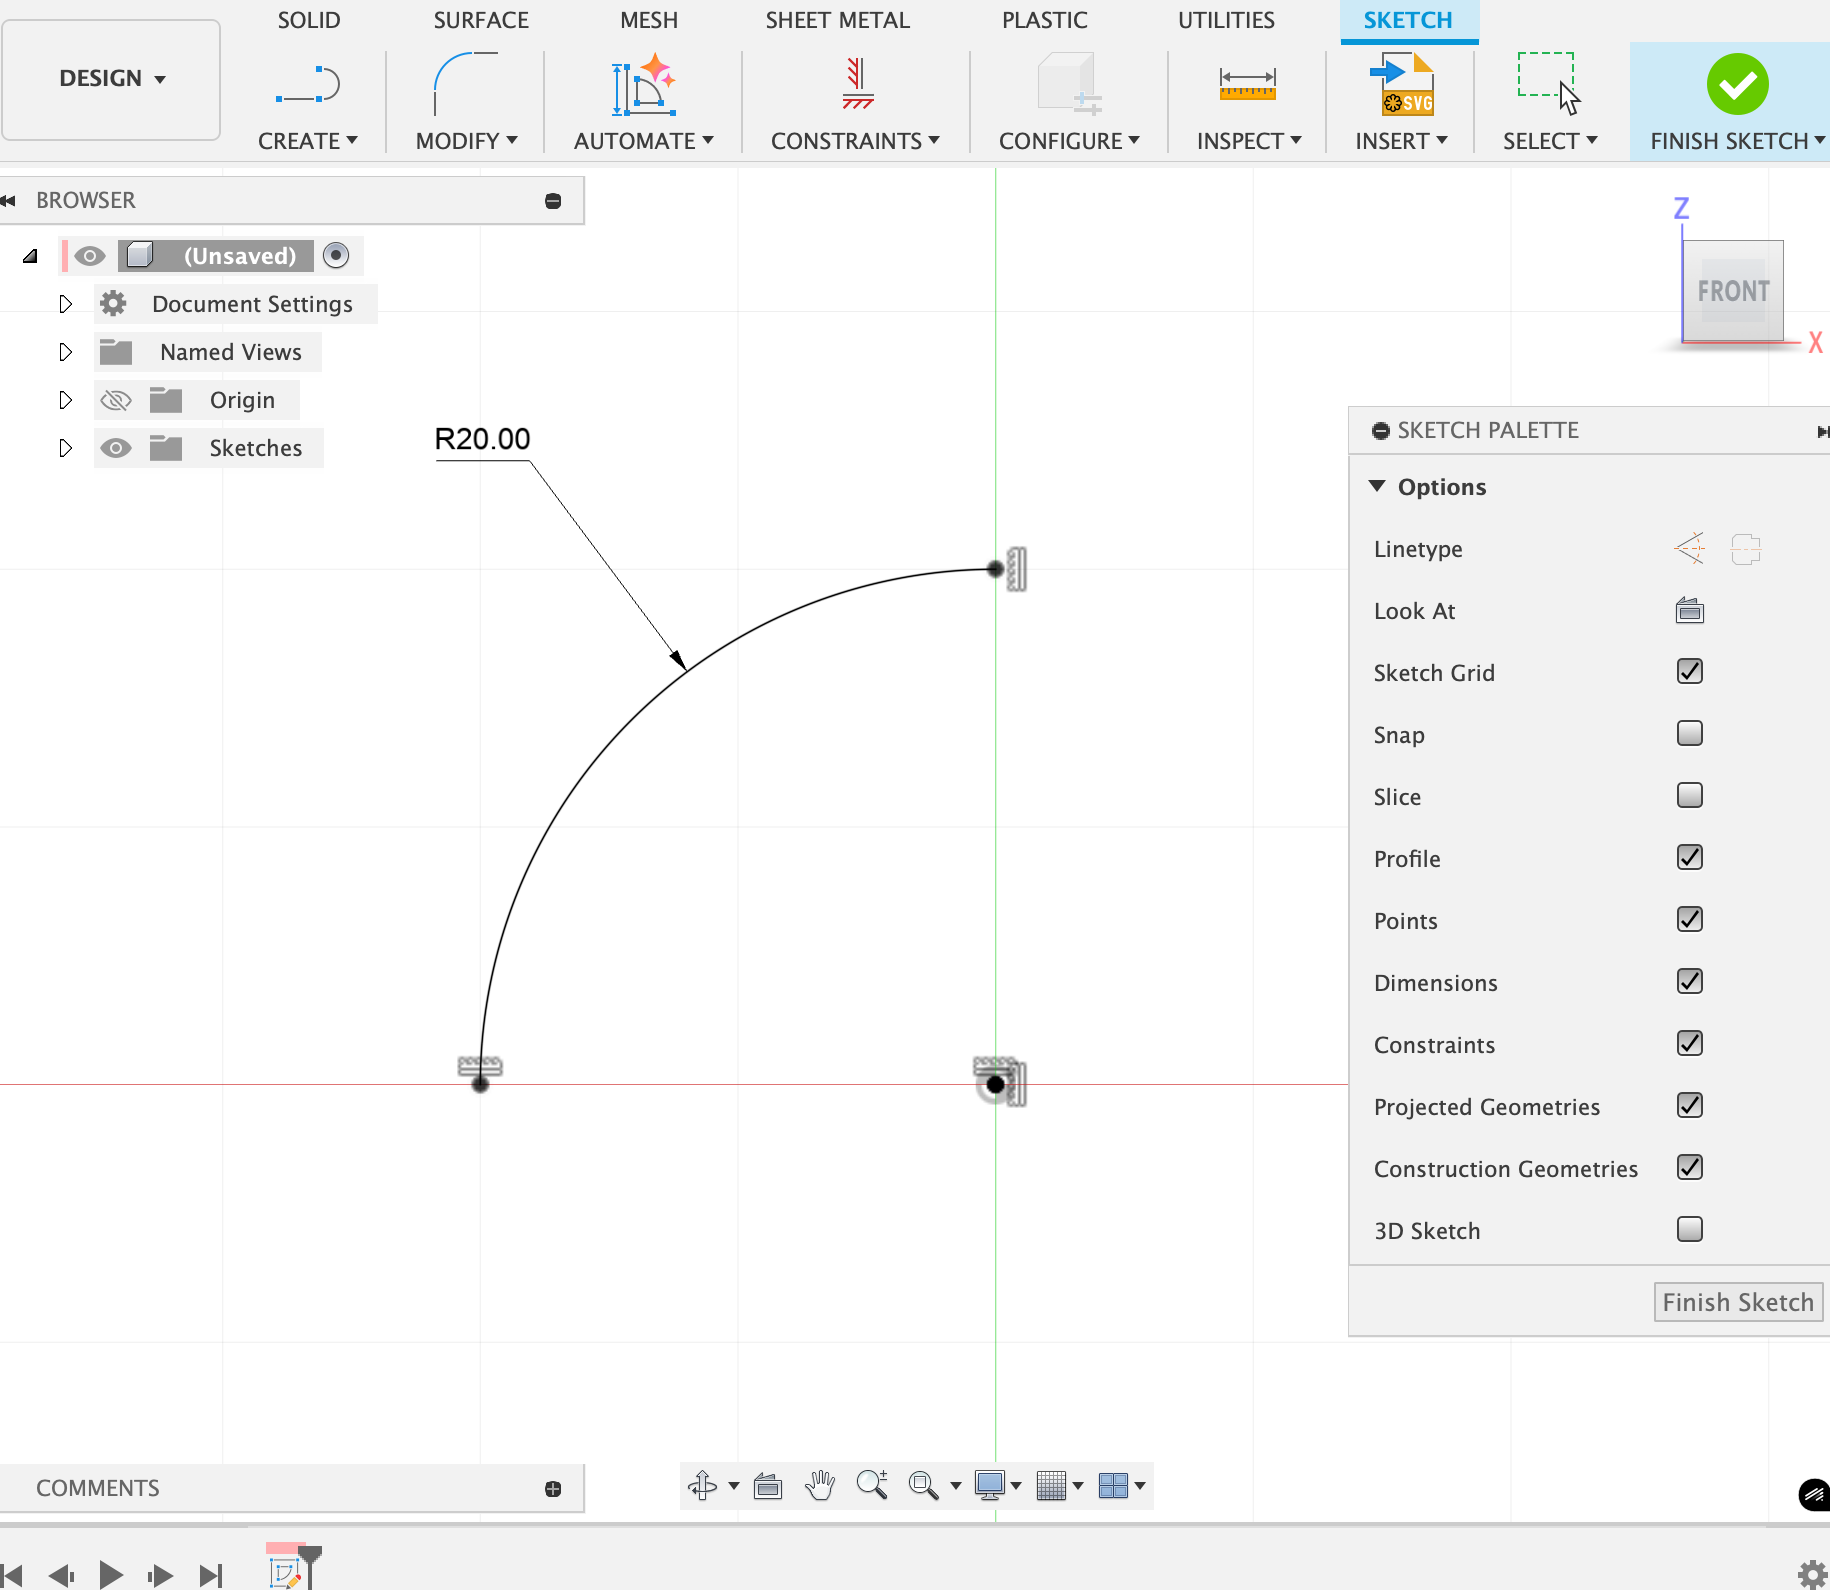 SOLID SURFACE MESH SHEET METAL PLASTIC UTILITIES SKETCH
DESIGN
CREATE MODIFY AUTOMATE CONSTRAINTS CONFIGURE INSPECT INSERT SELECT FINISH SKETCH
SVG
BROWSER
(Unsaved)
Document Settings
Named Views
Origin
Sketches
R20.00
Z
FRONT
X
SKETCH PALETTE
Options
Linetype
Look At
Sketch Grid
Snap
Slice
Profile
Points
Dimensions
Constraints
Projected Geometries
Construction Geometries
3D Sketch
Finish Sketch
COMMENTS